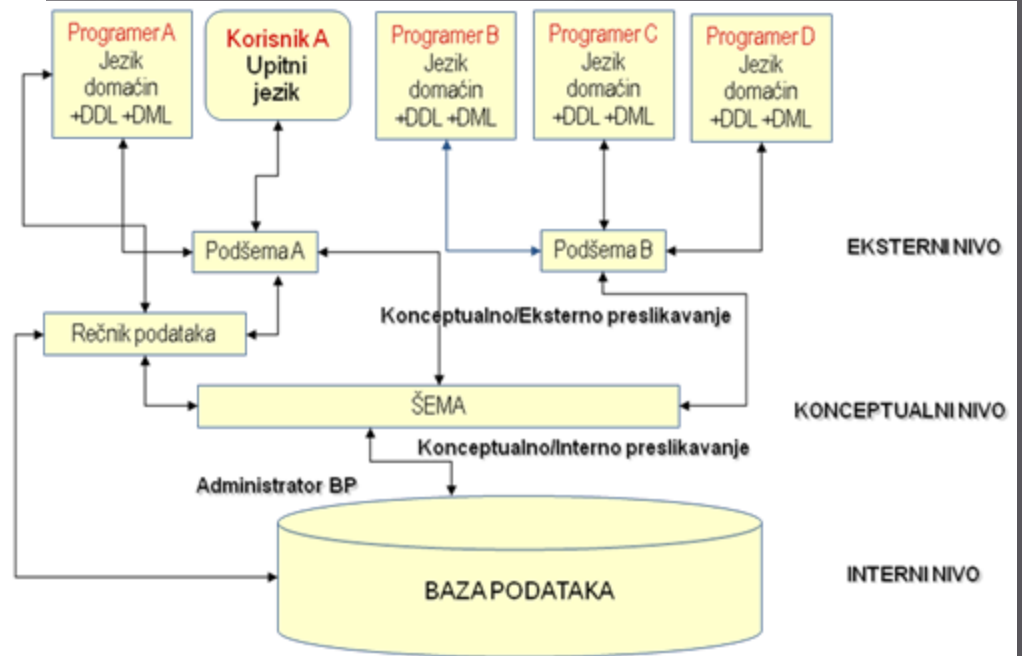 Programer A
Jezik
domaćin
+DDL +DML
Korisnik A
Upitni
jezik
Programer B
Jezik
domaćin
+DDL +DML
Programer C
Jezik
domaćin
+DDL +DML
Programer D
Jezik
domaćin
+DDL +DML
Podšema A
Podšema B
EKSTERNI NIVO
Konceptualno/Eksterno preslikavanje
Rečnik podataka
ŠEMA
KONCEPTUALNI NIVO
Konceptualno/Interno preslikavanje
Administrator BP
INTERNI NIVO
BAZA PODATAKA